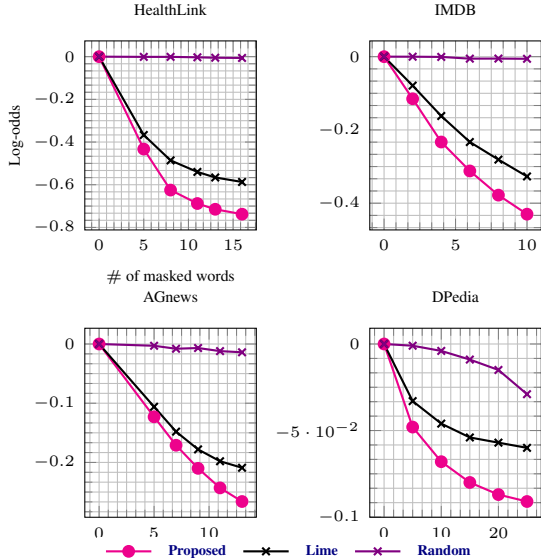 HealthLink
IMDB
Log-odds
0
−0.2
−0.4
−0.6
−0.8
0 5 10 15
0
−0.2
−0.4
0 5 10
# of masked words
AGnews
DPedia
0
−0.1
−0.2
0 10
0
−5 · 10−2
−0.1
0 10 20
Proposed Lime Random